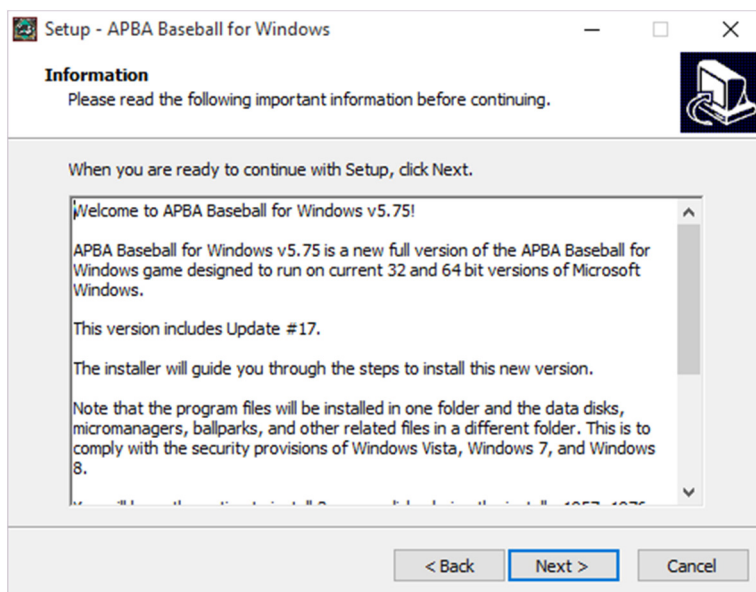 Setup - APBA Baseball for Windows
Information
Please read the following important information before continuing.
When you are ready to continue with Setup, click Next.
Welcome to APBA Baseball for Windows v5.75!
APBA Baseball for Windows v5.75 is a new full version of the APBA Baseball for
Windows game designed to run on current 32 and 64 bit versions of Microsoft
Windows.
This version includes Update #17.
The installer will guide you through the steps to install this new version.
Note that the program files will be installed in one folder and the data disks,
micromanagers, ballparks, and other related files in a different folder. This is to
comply with the security provisions of Windows Vista, Windows 7, and Windows
8.
< Back
Next >
Cancel